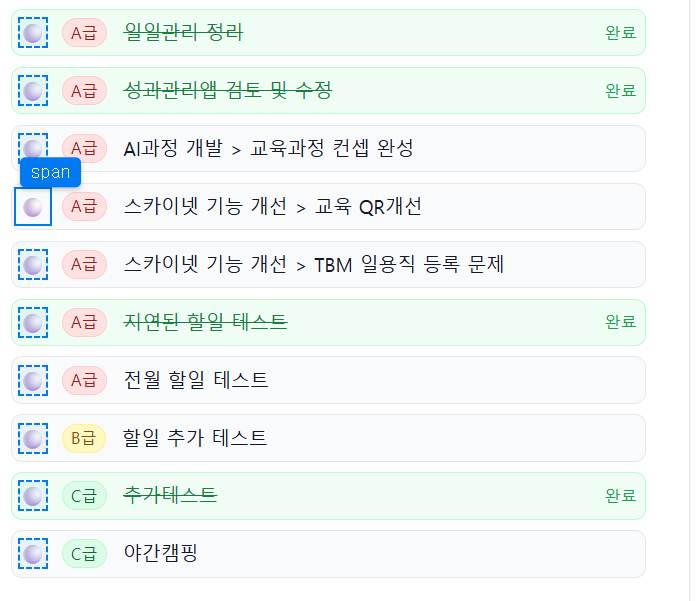 A급 일일관리 정리 완료
A급 성과관리앱 검토 및 수정 완료
A급 AI과정 개발 > 교육과정 컨셉 완성
span
A급 스카이넷 기능 개선 > 교육 QR개선
A급 스카이넷 기능 개선 > TBM 일용직 등록 문제
A급 지연된 할일 테스트 완료
A급 전월 할일 테스트
B급 할일 추가 테스트
C급 추가테스트 완료
C급 야간캠핑